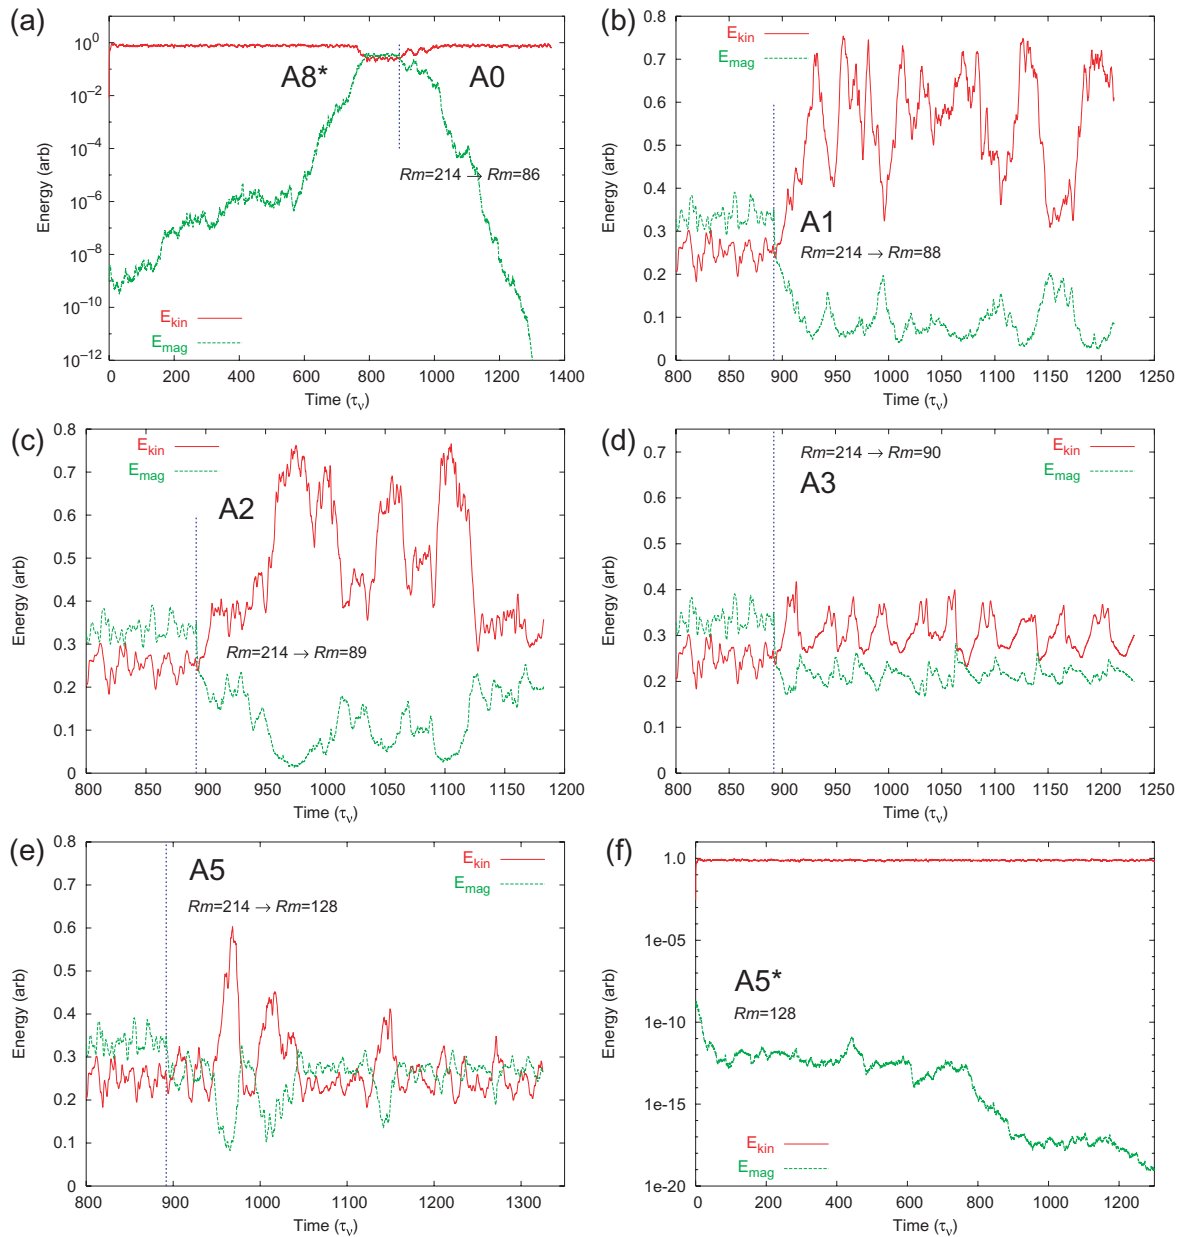 (a)
10^0
10^-2
10^-4
10^-6
10^-8
10^-10
10^-12
Energy (arb)
A8*
A0
Rm=214 → Rm=86
E_kin
E_mag
0 200 400 600 800 1000 1200 1400
Time (τ_ν)
(b)
0.8
0.7
0.6
0.5
0.4
0.3
0.2
0.1
0
Energy (arb)
E_kin
E_mag
A1
Rm=214 → Rm=88
800 850 900 950 1000 1050 1100 1150 1200 1250
Time (τ_ν)
(c)
0.8
0.7
0.6
0.5
0.4
0.3
0.2
0.1
0
Energy (arb)
E_kin
E_mag
A2
Rm=214 → Rm=89
800 850 900 950 1000 1050 1100 1150 1200
Time (τ_ν)
(d)
0.7
0.6
0.5
0.4
0.3
0.2
0.1
0
Energy (arb)
Rm=214 → Rm=90
A3
E_kin
E_mag
800 850 900 950 1000 1050 1100 1150 1200 1250
Time (τ_ν)
(e)
0.8
0.7
0.6
0.5
0.4
0.3
0.2
0.1
0
Energy (arb)
A5
Rm=214 → Rm=128
E_kin
E_mag
800 900 1000 1100 1200 1300
Time (τ_ν)
(f)
1.0
1e-05
1e-10
1e-15
1e-20
Energy (arb)
A5*
Rm=128
E_kin
E_mag
0 200 400 600 800 1000 1200
Time (τ_ν)